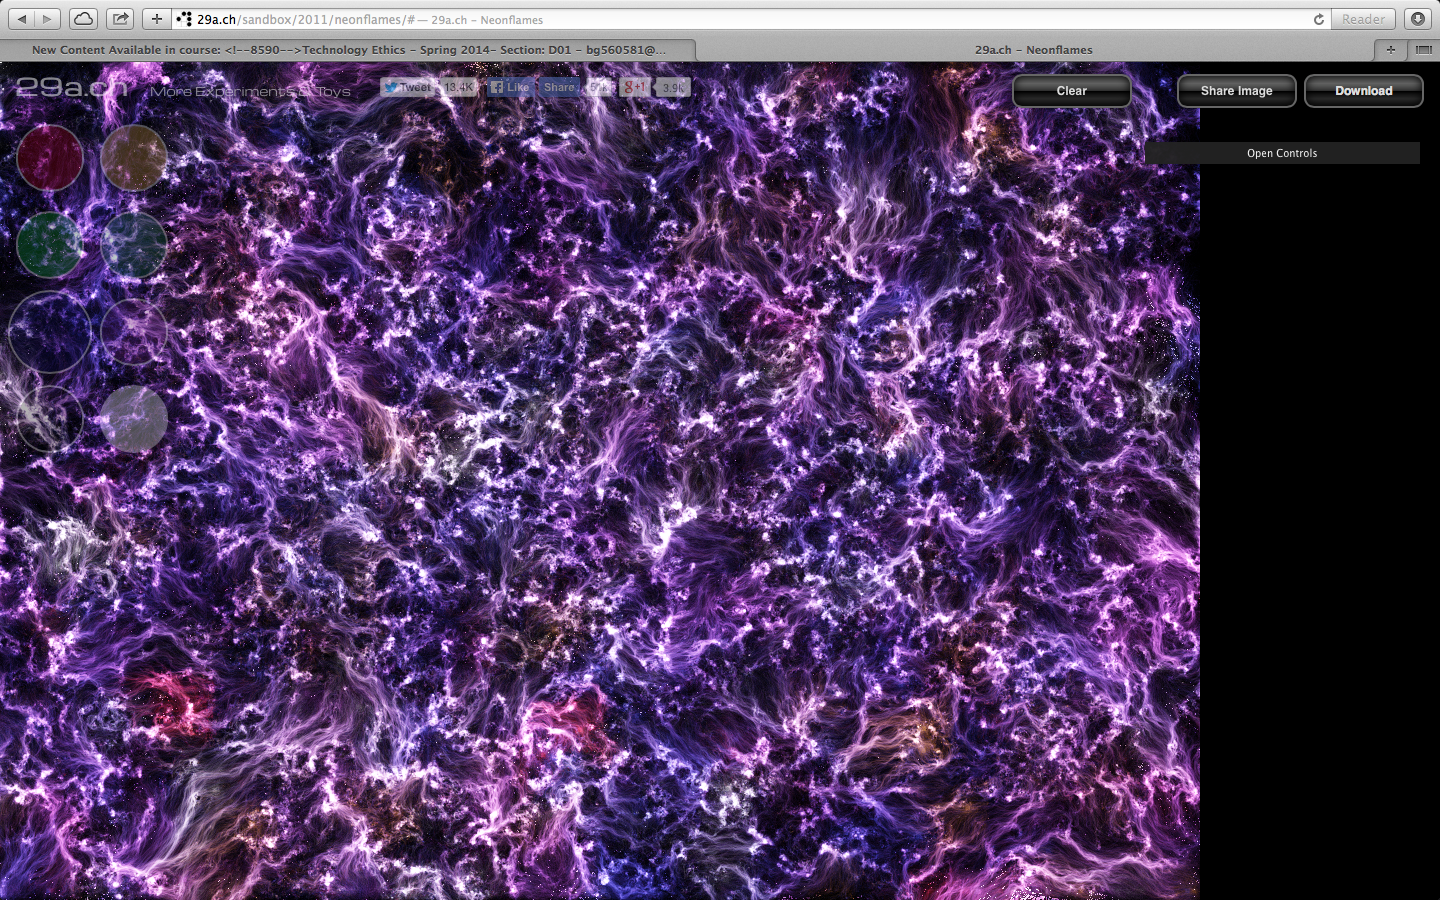 29a.ch/sandbox/2011/neonflames/# — 29a.ch – Neonflames
Reader
New Content Available in course: <!--8590-->Technology Ethics – Spring 2014– Section: D01 – bg560581@...
29a.ch – Neonflames
29a.ch
More Experiments & Toys
Tweet
13.4K
Like
Share
g+1
3.9k
Clear
Share Image
Download
Open Controls